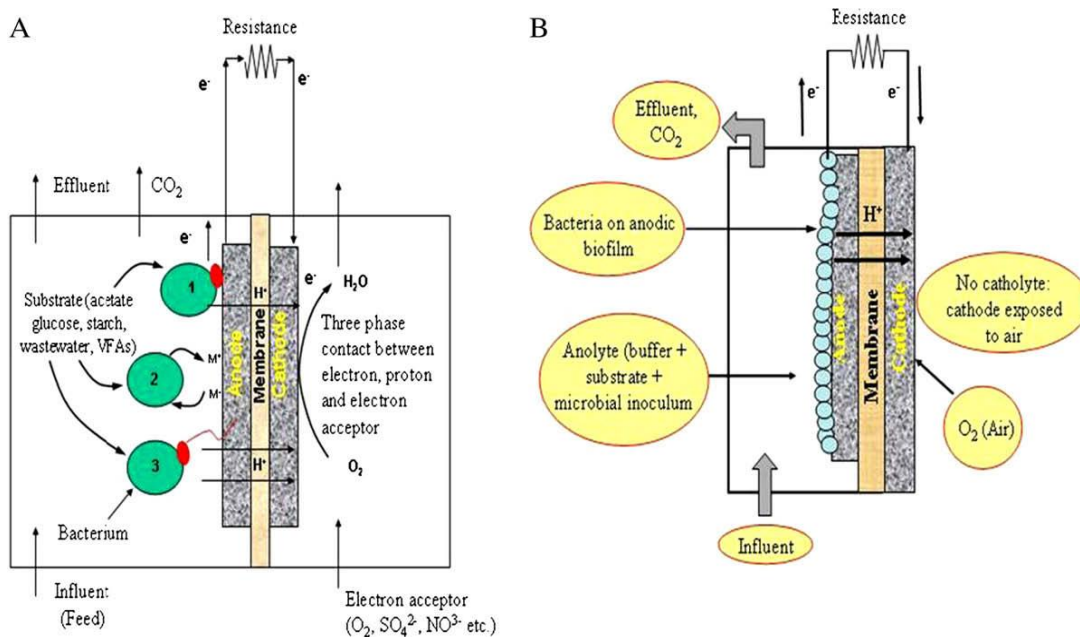 A
Resistance
e-
e-
Effluent
CO2
e-
Substrate (acetate
glucose, starch,
wastewater, VFAs)
1
2
3
M+
M-
H+
H+
Anode
Membrane
Cathode
e-
H2O
Three phase
contact between
electron, proton
and electron
acceptor
O2
Bacterium
Influent
(Feed)
Electron acceptor
(O2, SO4 2-, NO3- etc.)
B
Resistance
e-
e-
Effluent,
CO2
Bacteria on anodic
biofilm
Anolyte (buffer +
substrate +
microbial inoculum
Influent
H+
Anode
Membrane
Cathode
No catholyte:
cathode exposed
to air
O2 (Air)